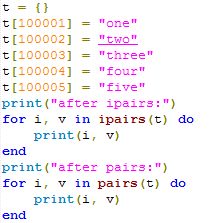 t = {}
t[100001] = "one"
t[100002] = "two"
t[100003] = "three"
t[100004] = "four"
t[100005] = "five"
print("after ipairs:")
for i, v in ipairs(t) do
    print(i, v)
end
print("after pairs:")
for i, v in pairs(t) do
    print(i, v)
end